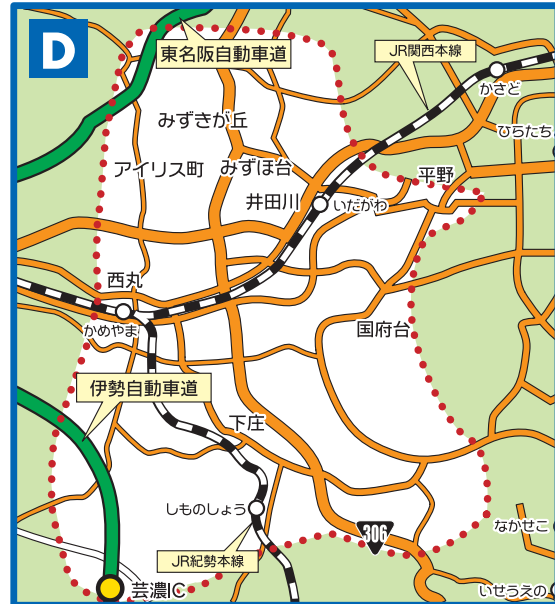 D
東名阪自動車道
JR関西本線
かさど
みずきが丘
ひらたち
アイリス町
みずほ台
平野
井田川
いだがわ
西丸
かめやま
国府台
伊勢自動車道
下庄
しものしょう
306
なかせこ
JR紀勢本線
芸濃IC
いせうえの